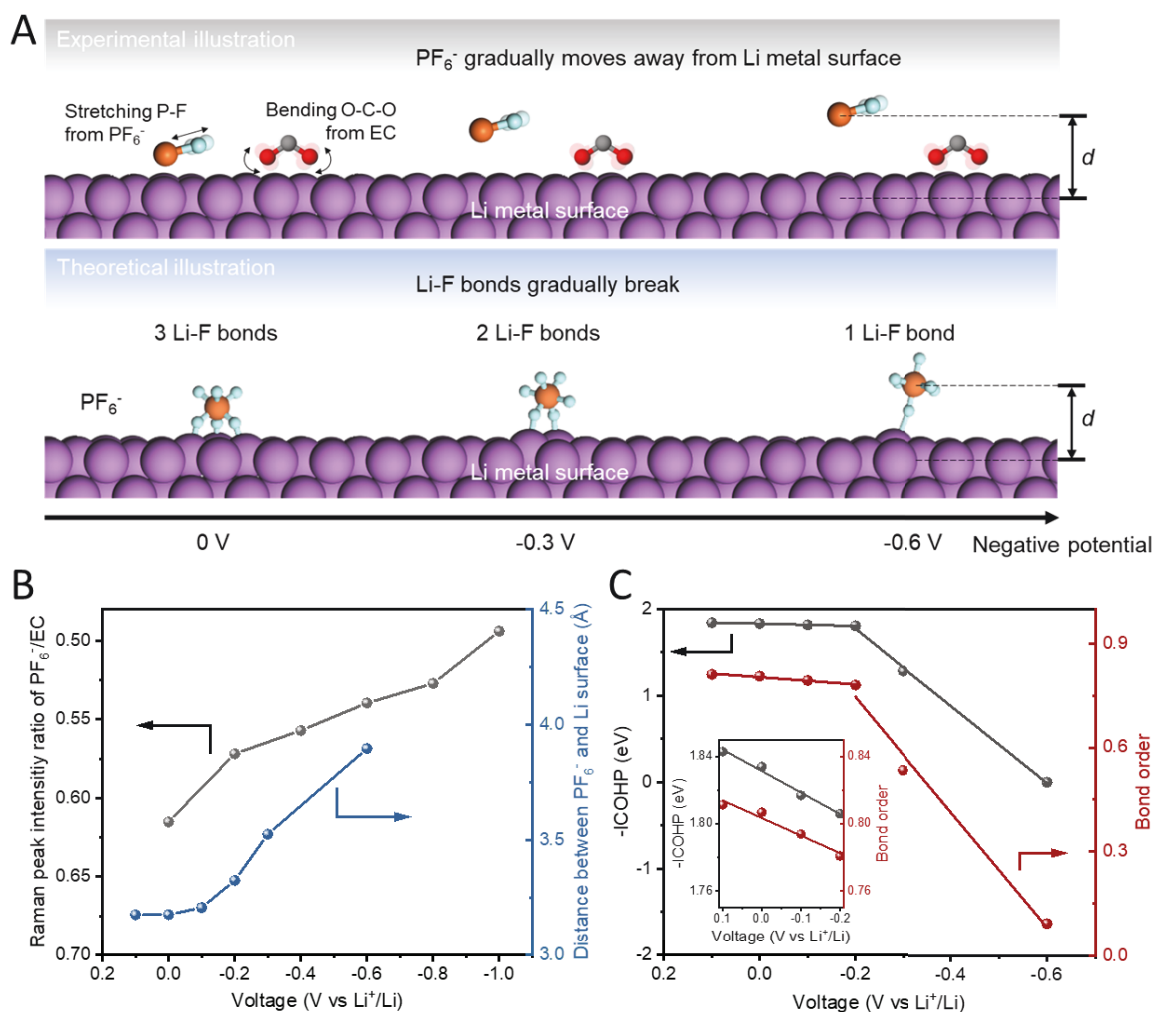 A
Experimental illustration
PF₆⁻ gradually moves away from Li metal surface
Stretching P-F
from PF₆⁻
Bending O-C-O
from EC
d
Li metal surface
Theoretical illustration
Li-F bonds gradually break
3 Li-F bonds
2 Li-F bonds
1 Li-F bond
PF₆⁻
d
Li metal surface
0 V
-0.3 V
-0.6 V
Negative potential
B
Raman peak intensitiy ratio of PF₆⁻/EC
0.50
0.55
0.60
0.65
0.70
0.2
0.0
-0.2
-0.4
-0.6
-0.8
-1.0
Voltage (V vs Li⁺/Li)
4.5
4.0
3.5
3.0
Distance between PF₆⁻ and Li surface (Å)
C
-ICOHP (eV)
2
1
0
-1
-2
0.2
0.0
-0.2
-0.4
-0.6
Voltage (V vs Li⁺/Li)
0.9
0.6
0.3
0.0
Bond order
-ICOHP (eV)
1.84
1.80
1.76
0.1
0.0
-0.1
-0.2
Voltage (V vs Li⁺/Li)
0.84
0.80
0.76
Bond order